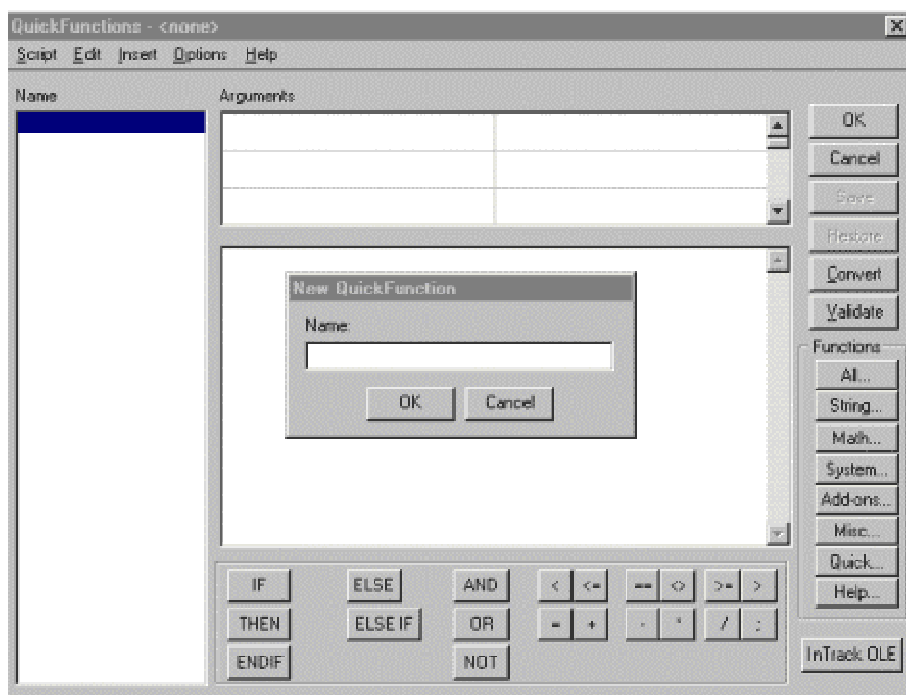 QuickFunctions - <none>
Script Edit Insert Options Help
Name
Arguments
OK
Cancel
Save
Restore
Convert
Validate
New QuickFunction
Name:
OK
Cancel
Functions
All...
String...
Math...
System...
Add-ons...
Misc...
Quick...
Help...
IF ELSE AND < <= == <> >= >
THEN ELSE IF OR = + - * / ;
ENDIF NOT
InTrack OLE